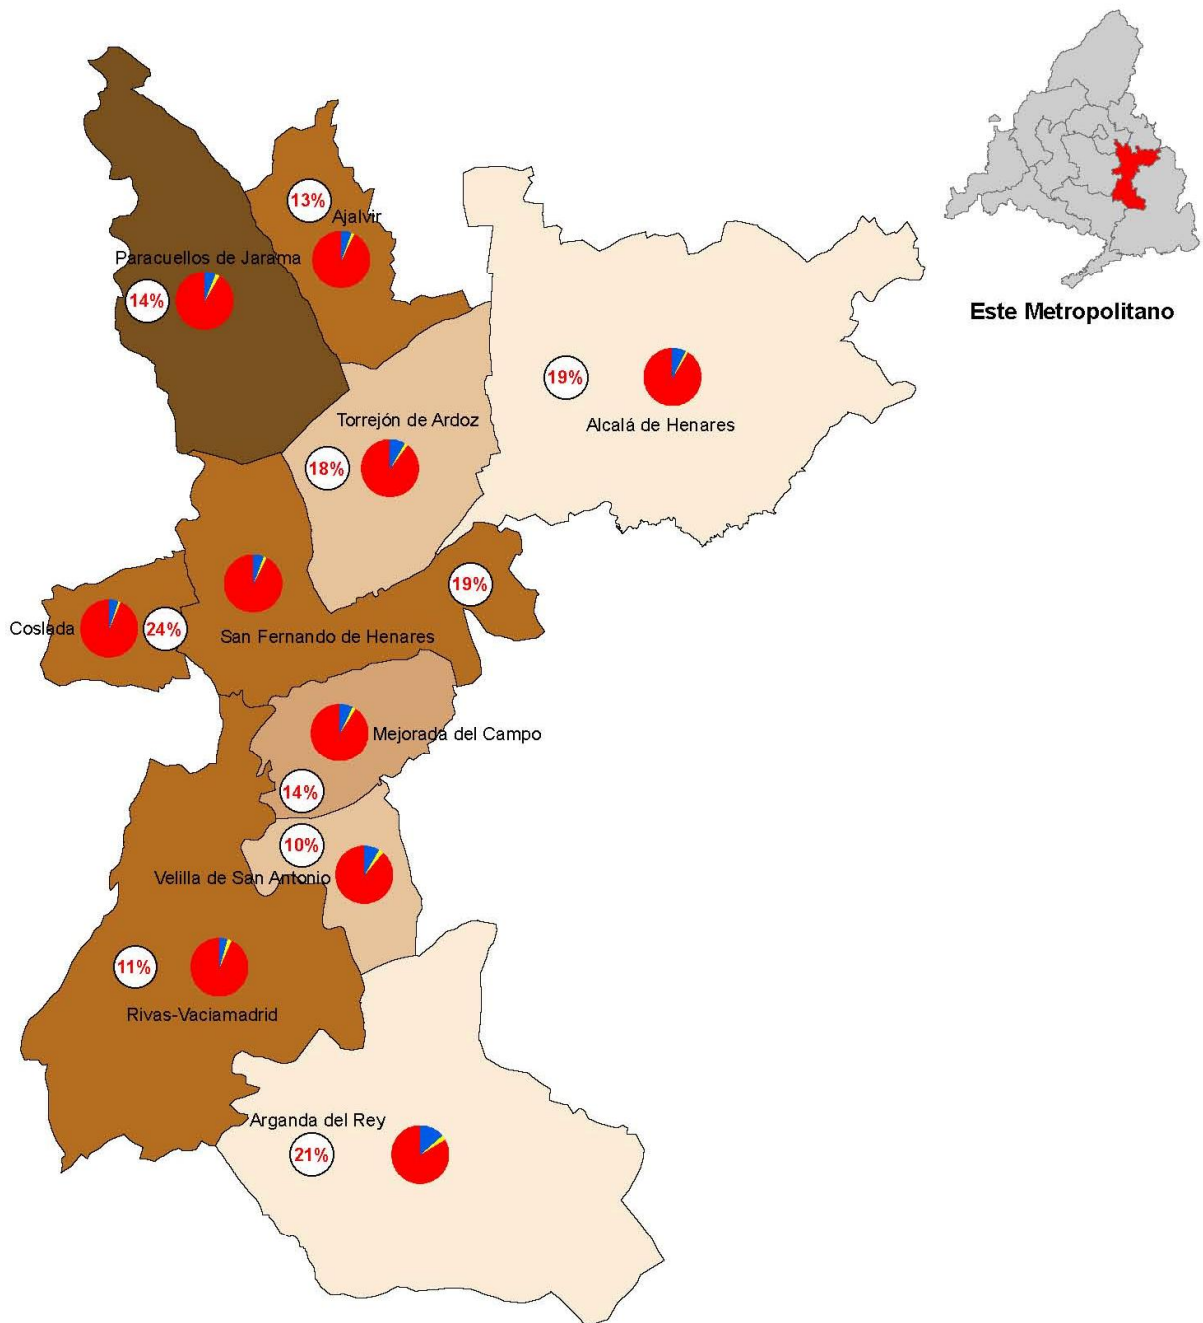 13%
Ajalvir
Paracuellos de Jarama
14%
Este Metropolitano
19%
Alcalá de Henares
Torrejón de Ardoz
18%
19%
Coslada
24%
San Fernando de Henares
Mejorada del Campo
14%
10%
Velilla de San Antonio
11%
Rivas-Vaciamadrid
Arganda del Rey
21%